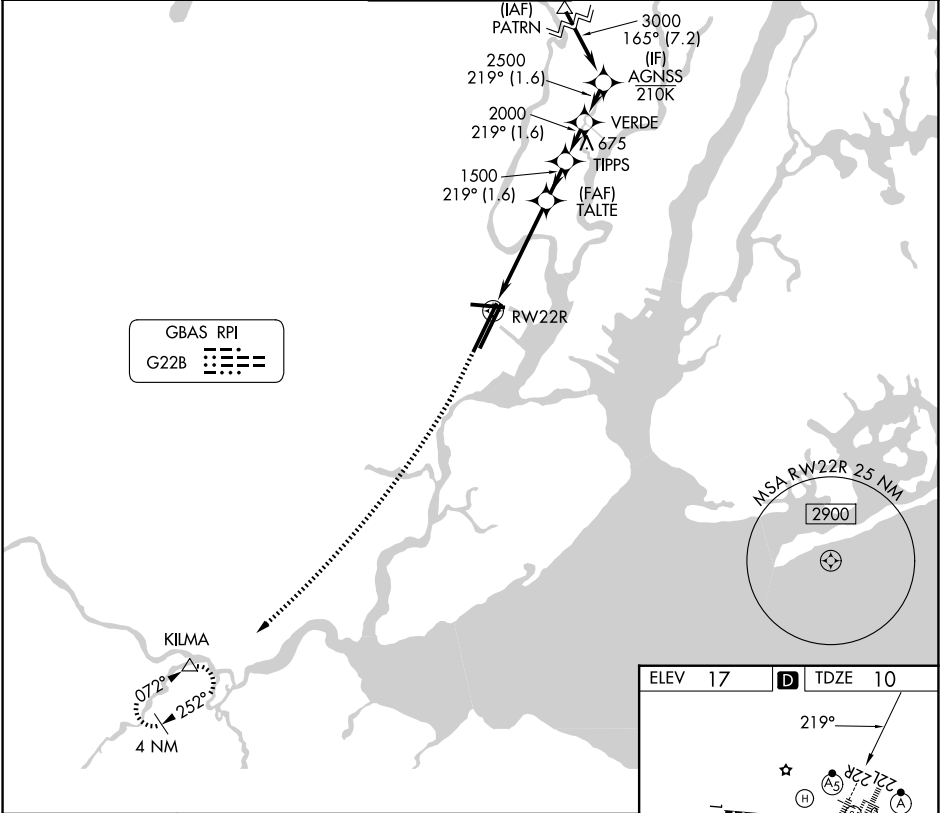 (IAF)
PATRN
3000
165° (7.2)
(IF)
AGNSS
210K
2500
219° (1.6)
VERDE
2000
219° (1.6)
675
TIPPS
1500
219° (1.6)
(FAF)
TALTE
RW22R
GBAS RPI
G22B
MSA RW22R 25 NM
2900
KILMA
072°
252°
4 NM
ELEV 17
D
TDZE 10
219°
22R
22L
A5
H
A